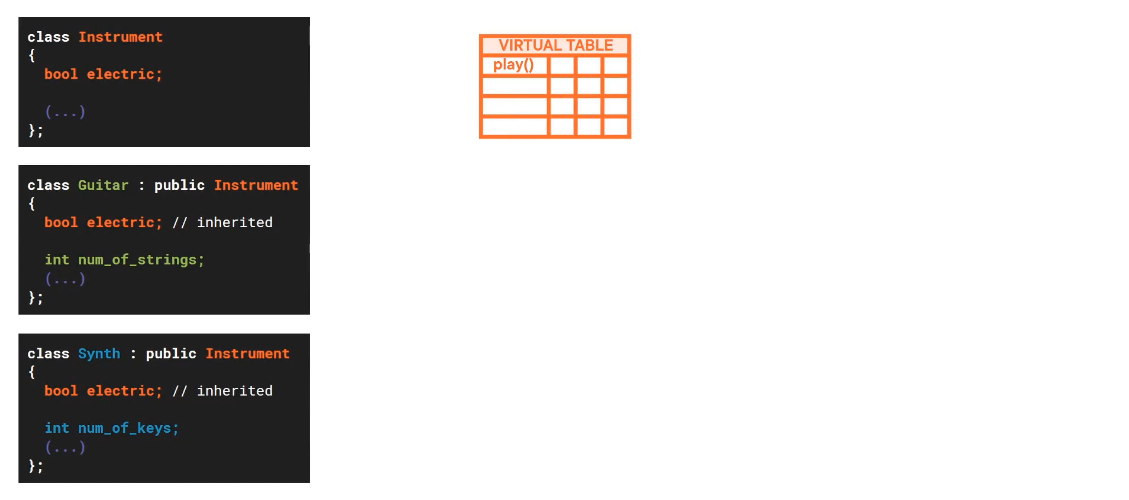 class Instrument
{
bool electric;
(...)
};
VIRTUAL TABLE
play()
class Guitar : public Instrument
{
bool electric; // inherited
int num_of_strings;
(...)
};
class Synth : public Instrument
{
bool electric; // inherited
int num_of_keys;
(...)
};